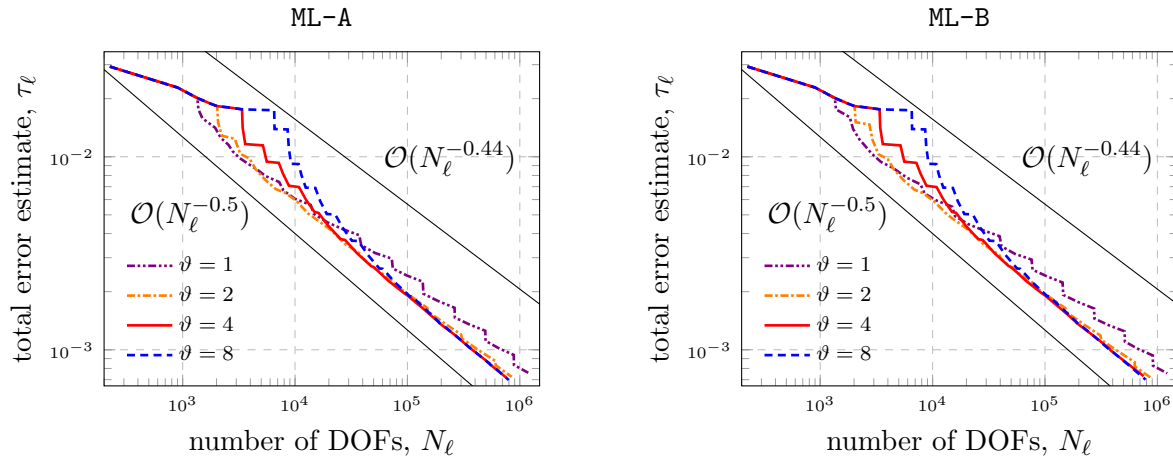 ML-A
total error estimate, τ_ℓ
10^{-2}
10^{-3}
𝒪(N_ℓ^{-0.44})
𝒪(N_ℓ^{-0.5})
ϑ = 1
ϑ = 2
ϑ = 4
ϑ = 8
10^3 10^4 10^5 10^6
number of DOFs, N_ℓ
ML-B
total error estimate, τ_ℓ
10^{-2}
10^{-3}
𝒪(N_ℓ^{-0.44})
𝒪(N_ℓ^{-0.5})
ϑ = 1
ϑ = 2
ϑ = 4
ϑ = 8
10^3 10^4 10^5 10^6
number of DOFs, N_ℓ